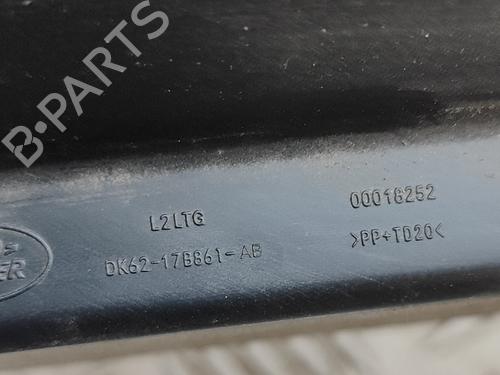 B-PARTS
L2LTG
00018252
DK62-17B861-AB
>PP+TD20<